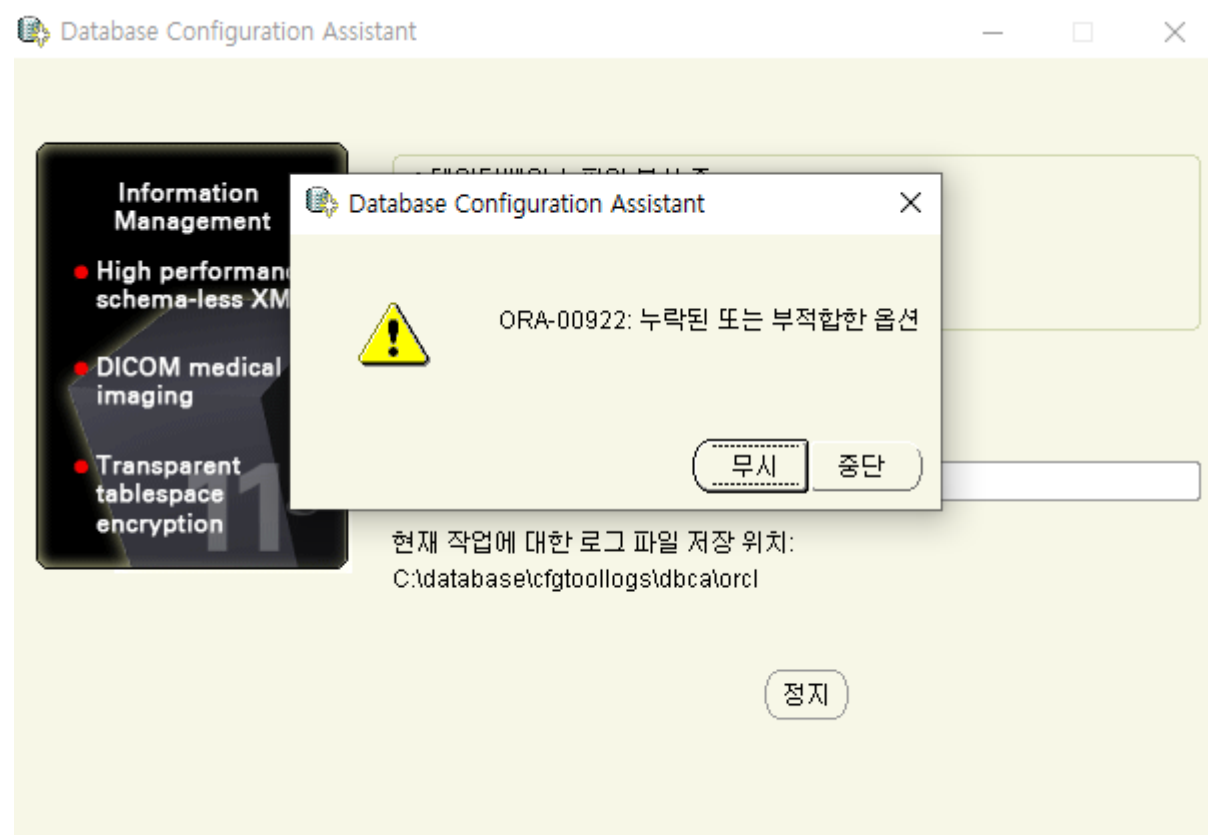 Database Configuration Assistant
Information
Management
High performanc
schema-less XM
DICOM medical
imaging
Transparent
tablespace
encryption
11
Database Configuration Assistant
ORA-00922: 누락된 또는 부적합한 옵션
무시
중단
현재 작업에 대한 로그 파일 저장 위치:
C:\database\cfgtoollogs\dbca\orcl
정지